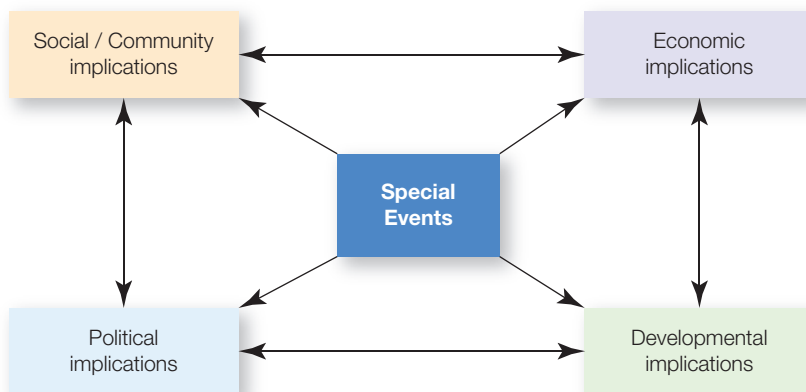 Social / Community
implications
Economic
implications
Special
Events
Political
implications
Developmental
implications